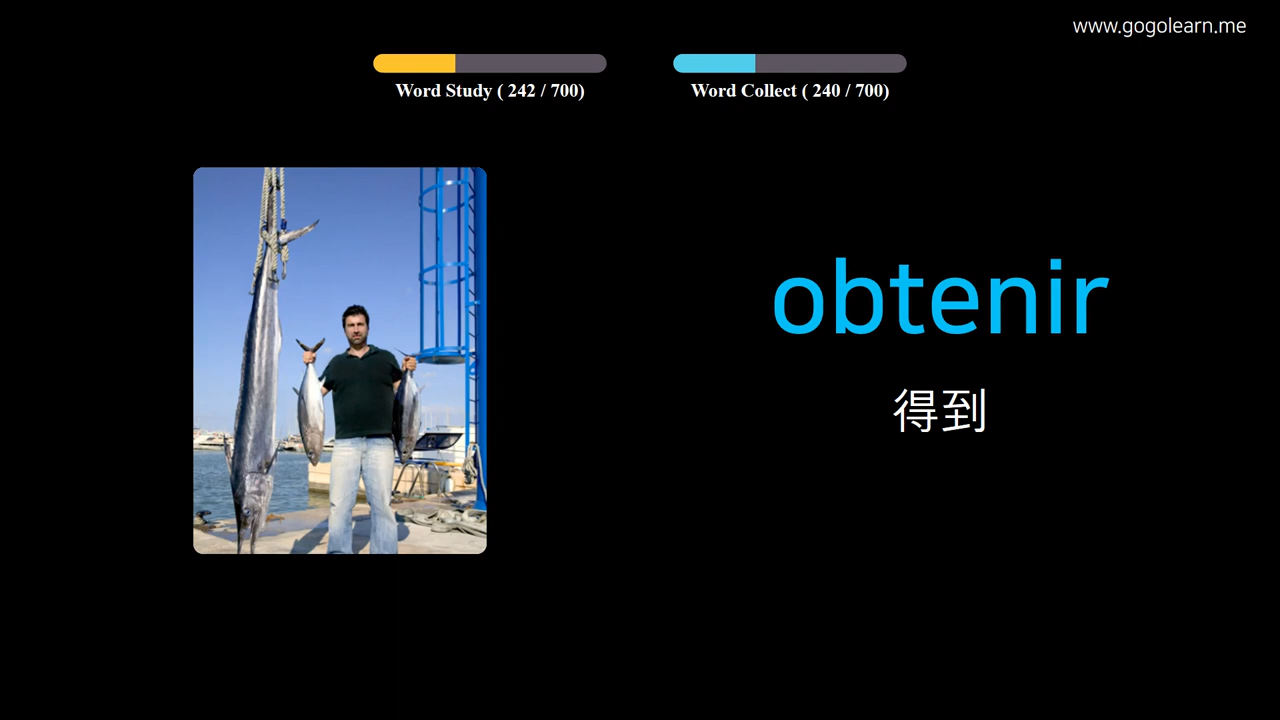 www.gogolearn.me
Word Study ( 242 / 700)
Word Collect ( 240 / 700)
obtenir
得到